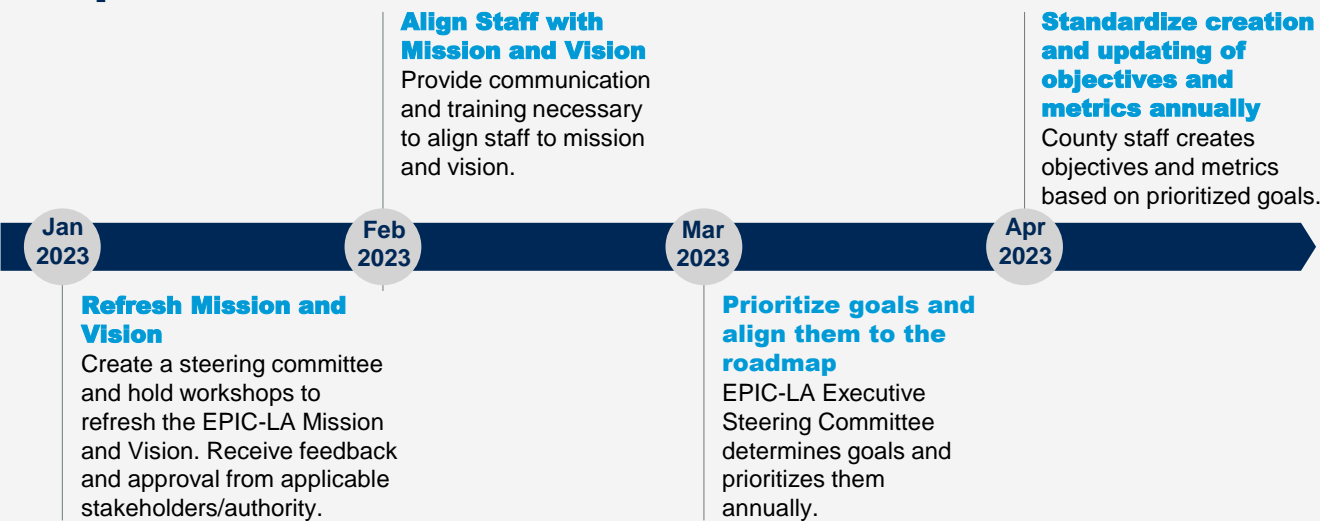 Align Staff with
Mission and Vision
Provide communication
and training necessary
to align staff to mission
and vision.
Standardize creation
and updating of
objectives and
metrics annually
County staff creates
objectives and metrics
based on prioritized goals.
Jan
2023
Feb
2023
Mar
2023
Apr
2023
Refresh Mission and
Vision
Create a steering committee
and hold workshops to
refresh the EPIC-LA Mission
and Vision. Receive feedback
and approval from applicable
stakeholders/authority.
Prioritize goals and
align them to the
roadmap
EPIC-LA Executive
Steering Committee
determines goals and
prioritizes them
annually.